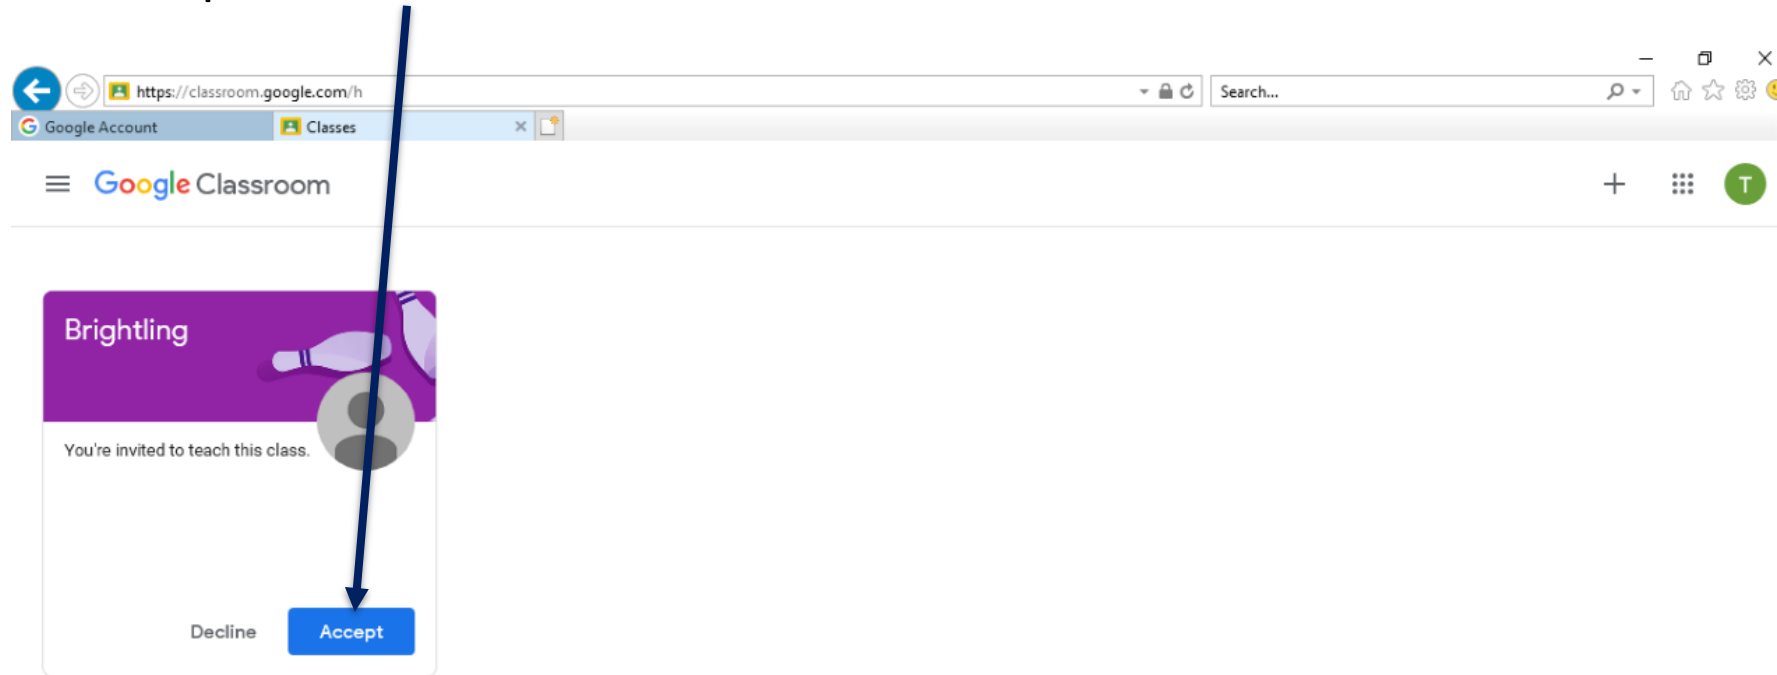 https://classroom.google.com/h
Search...
Google Account
Classes
Google Classroom
T
Brightling
You're invited to teach this class.
Decline
Accept